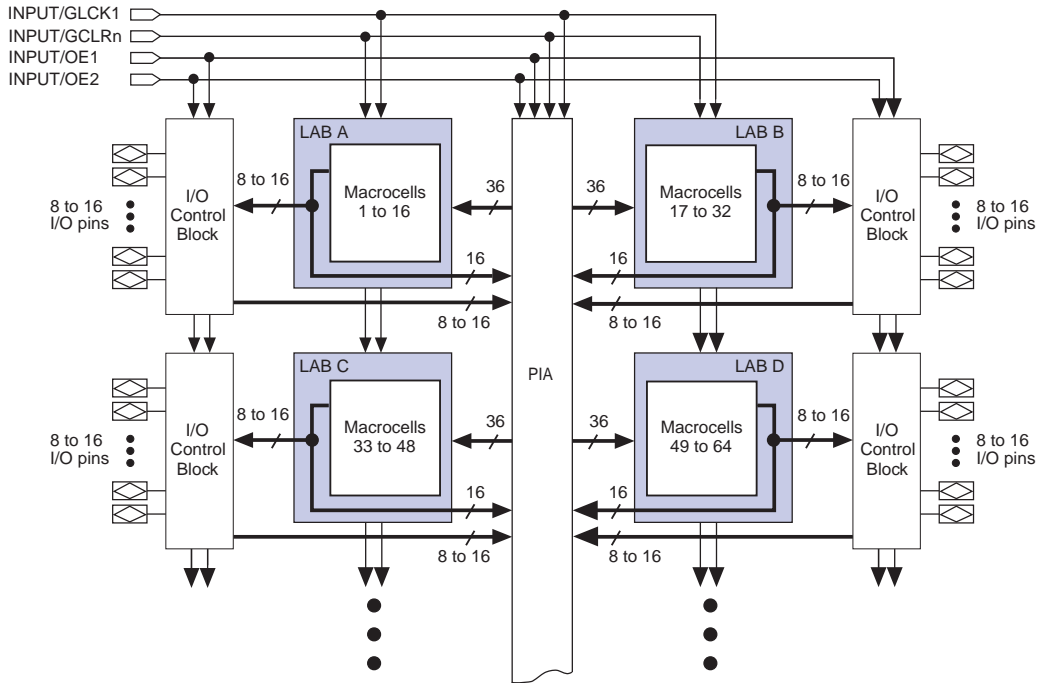 INPUT/GLCK1
INPUT/GCLRn
INPUT/OE1
INPUT/OE2
LAB A
LAB B
8 to 16
I/O pins
I/O
Control
Block
8 to 16
Macrocells
1 to 16
36
36
Macrocells
17 to 32
8 to 16
I/O
Control
Block
8 to 16
I/O pins
16
16
8 to 16
8 to 16
PIA
LAB C
LAB D
8 to 16
I/O pins
I/O
Control
Block
8 to 16
Macrocells
33 to 48
36
36
Macrocells
49 to 64
8 to 16
I/O
Control
Block
8 to 16
I/O pins
16
16
8 to 16
8 to 16